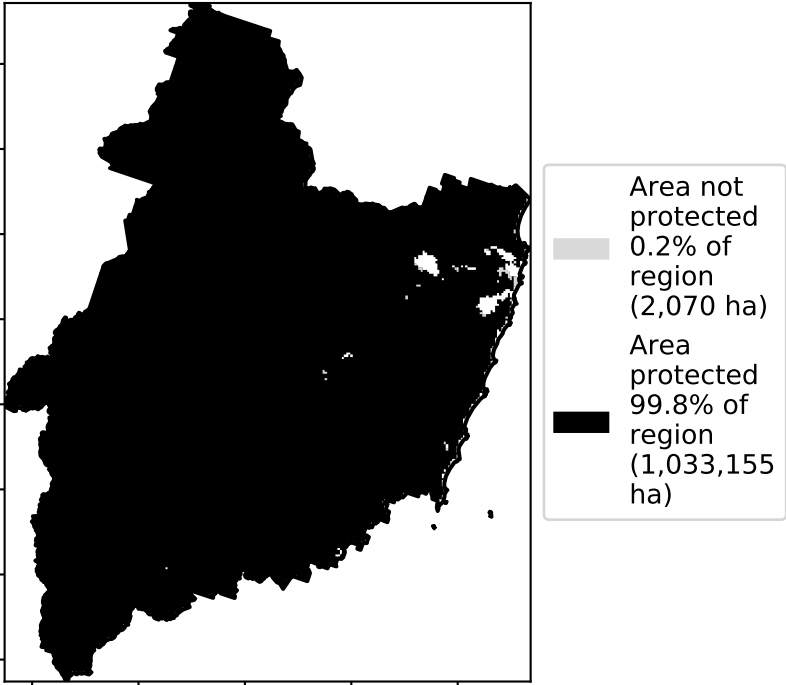 Area not
protected
0.2% of
region
(2,070 ha)
Area
protected
99.8% of
region
(1,033,155
ha)